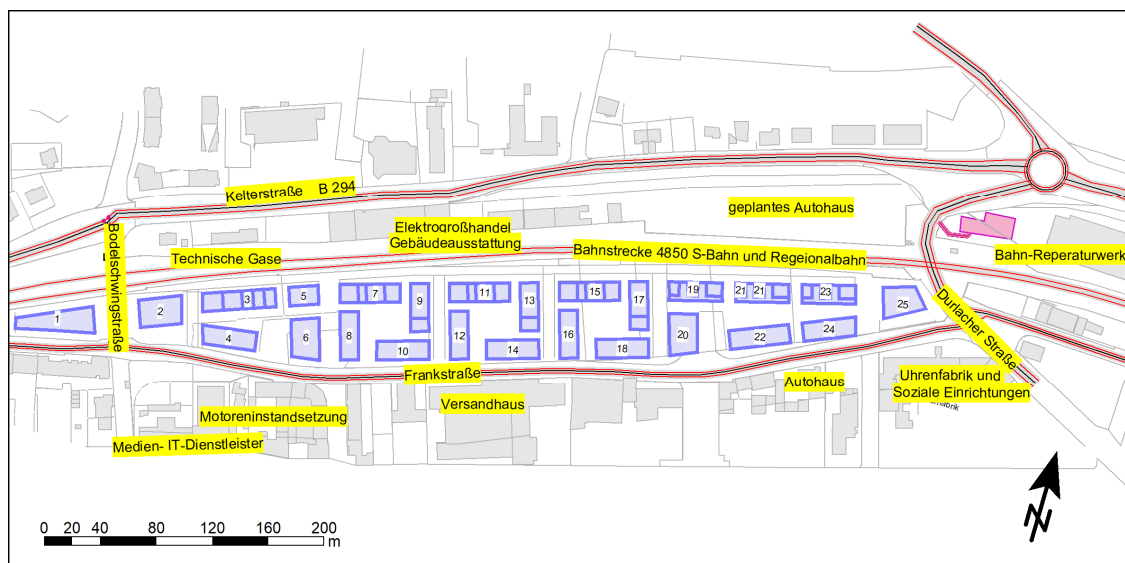 Kelterstraße B 294
geplantes Autohaus
Elektrogroßhandel
Gebäudeausstattung
Technische Gase
Bahnstrecke 4850 S-Bahn und Regeionalbahn
Bahn-Reperaturwerk
Bodelschwingstraße
1
2
3
4
5
6
7
8
9
10
11
12
13
14
15
16
17
18
19
20
21
21
22
23
24
25
Durlacher Straße
Frankstraße
Autohaus
Uhrenfabrik und
Soziale Einrichtungen
Versandhaus
Motoreninstandsetzung
Medien- IT-Dienstleister
N
0 20 40 80 120 160 200
m